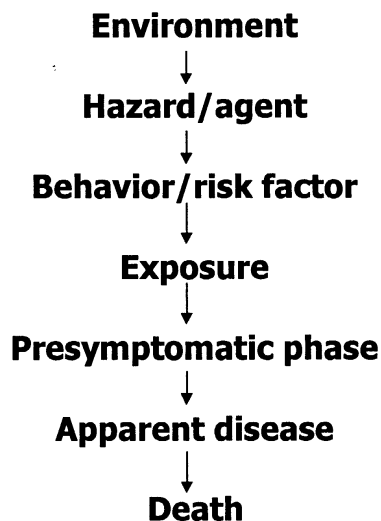 Environment
Hazard/agent
Behavior/risk factor
Exposure
Presymptomatic phase
Apparent disease
Death